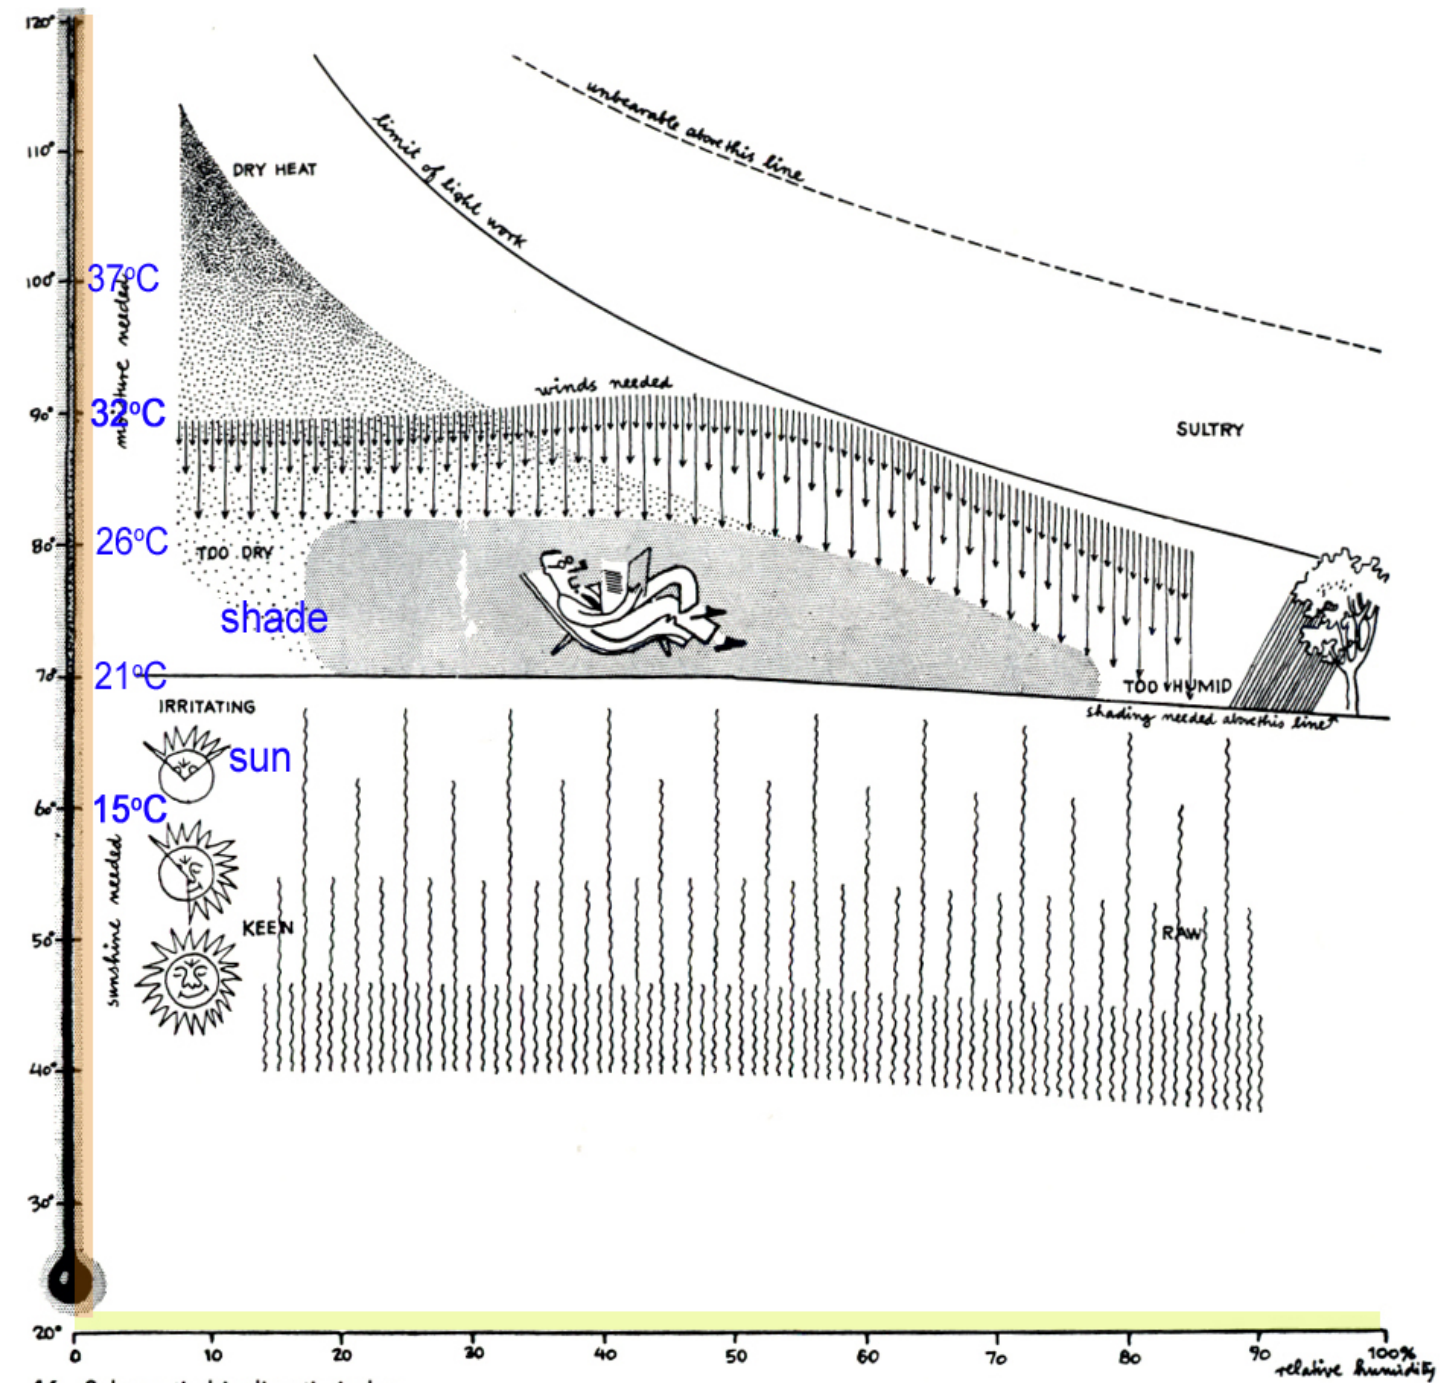 120°
110°
100°
90°
80°
70°
60°
50°
40°
30°
20°
unbearable above this line
limit of light work
DRY HEAT
37°C
moisture needed
winds needed
32°C
SULTRY
26°C
TOO DRY
shade
21°C
TOO HUMID
shading needed above this line
IRRITATING
sun
15°C
sunshine needed
KEEN
RAW
0 10 20 30 40 50 60 70 80 90 100%
relative humidity